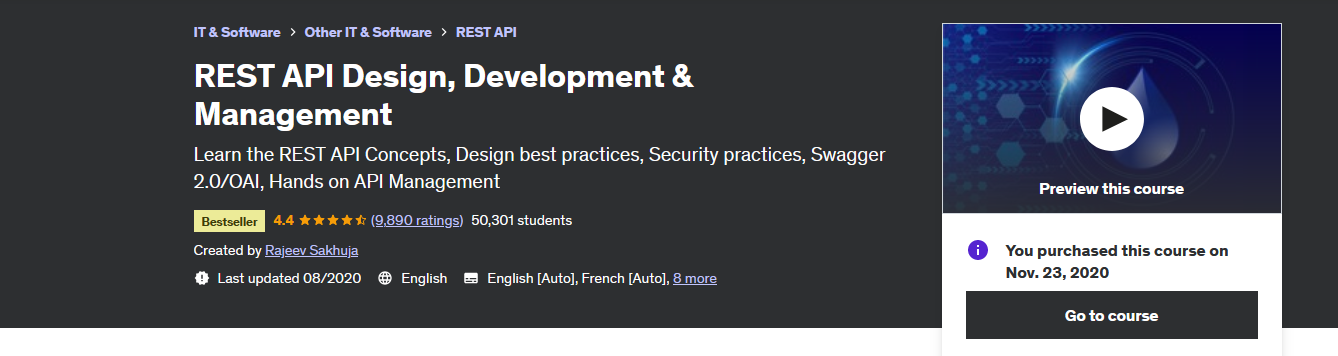 IT & Software > Other IT & Software > REST API
REST API Design, Development &
Management
Learn the REST API Concepts, Design best practices, Security practices, Swagger
2.0/OAI, Hands on API Management
Bestseller 4.4 (9,890 ratings) 50,301 students
Created by Rajeev Sakhuja
Last updated 08/2020 English English [Auto], French [Auto], 8 more
Preview this course
You purchased this course on
Nov. 23, 2020
Go to course